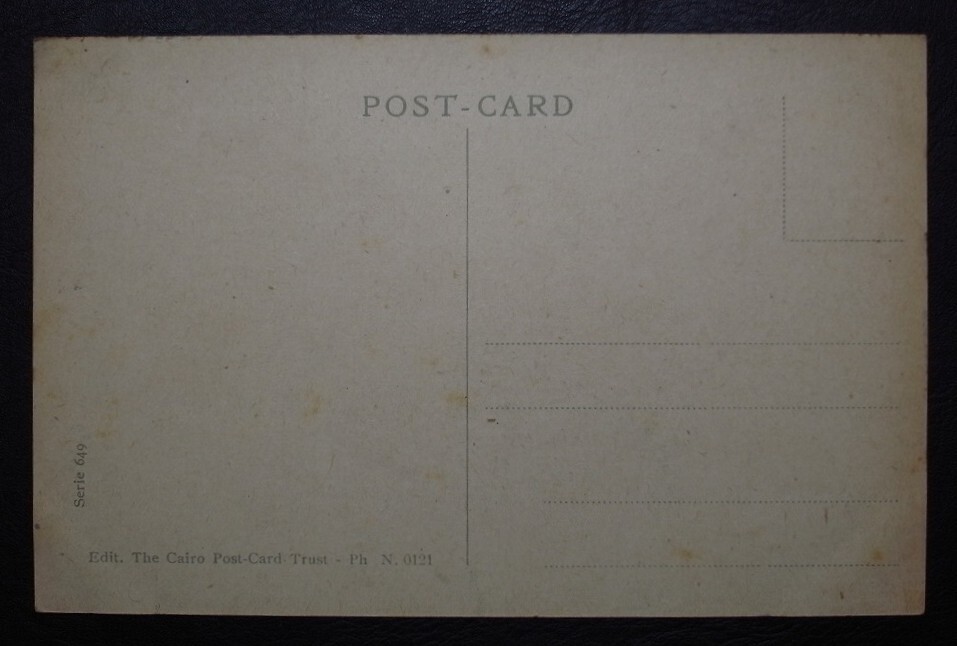 POST-CARD
Serie 649
Edit. The Cairo Post-Card Trust - Ph N. 0121